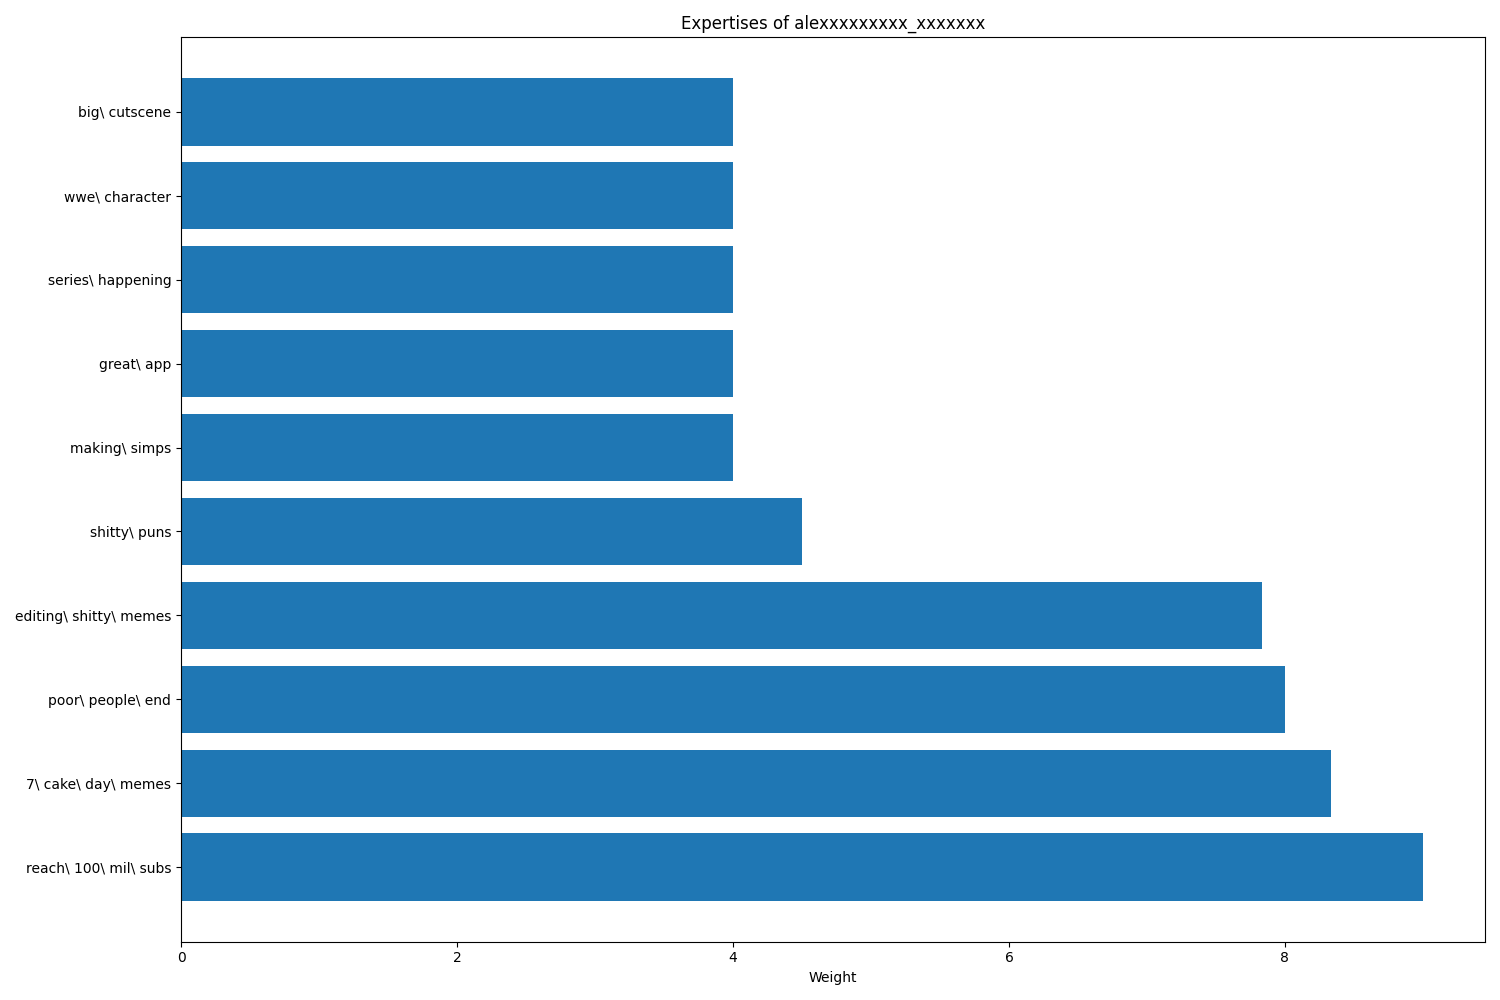 Expertises of alexxxxxxxxx_xxxxxxx
big\ cutscene
wwe\ character
series\ happening
great\ app
making\ simps
shitty\ puns
editing\ shitty\ memes
poor\ people\ end
7\ cake\ day\ memes
reach\ 100\ mil\ subs
0 2 4 6 8
Weight